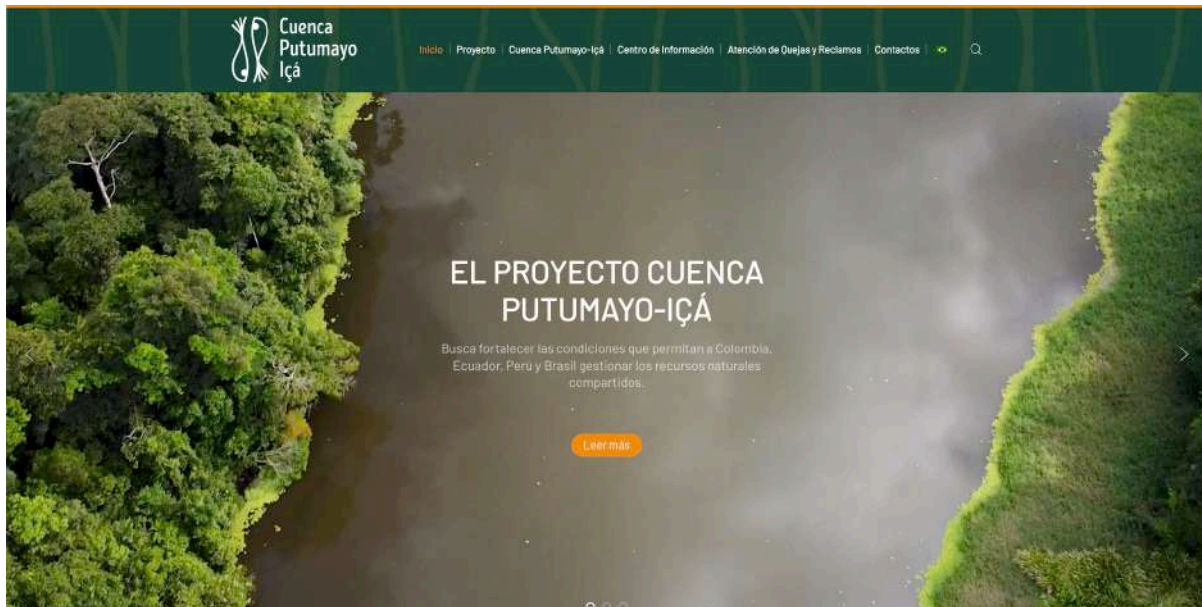 Cuenca
Putumayo
Içá
Inicio | Proyecto | Cuenca Putumayo-Içá | Centro de Información | Atención de Quejas y Reclamos | Contactos
EL PROYECTO CUENCA
PUTUMAYO-IÇÁ
Busca fortalecer las condiciones que permitan a Colombia,
Ecuador, Perú y Brasil gestionar los recursos naturales
compartidos.
Leer más